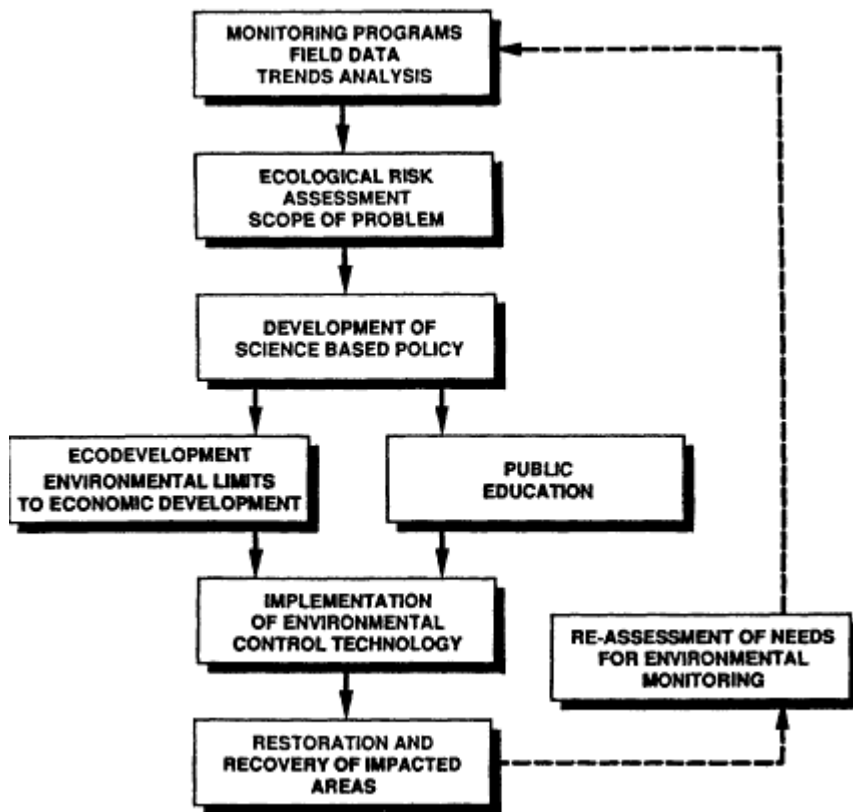 MONITORING PROGRAMS
FIELD DATA
TRENDS ANALYSIS
ECOLOGICAL RISK
ASSESSMENT
SCOPE OF PROBLEM
DEVELOPMENT OF
SCIENCE BASED POLICY
ECODEVELOPMENT
ENVIRONMENTAL LIMITS
TO ECONOMIC DEVELOPMENT
PUBLIC
EDUCATION
IMPLEMENTATION
OF ENVIRONMENTAL
CONTROL TECHNOLOGY
RE-ASSESSMENT OF NEEDS
FOR ENVIRONMENTAL
MONITORING
RESTORATION AND
RECOVERY OF IMPACTED
AREAS